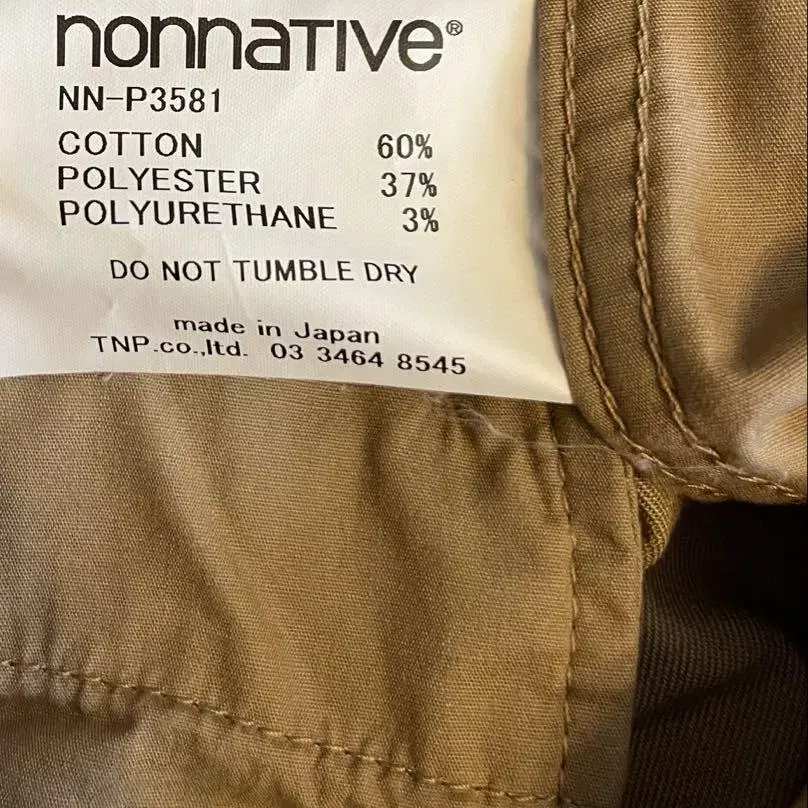 nonnaTIVe®
NN-P3581
COTTON 60%
POLYESTER 37%
POLYURETHANE 3%
DO NOT TUMBLE DRY
made in Japan
TNP.co.,ltd. 03 3464 8545